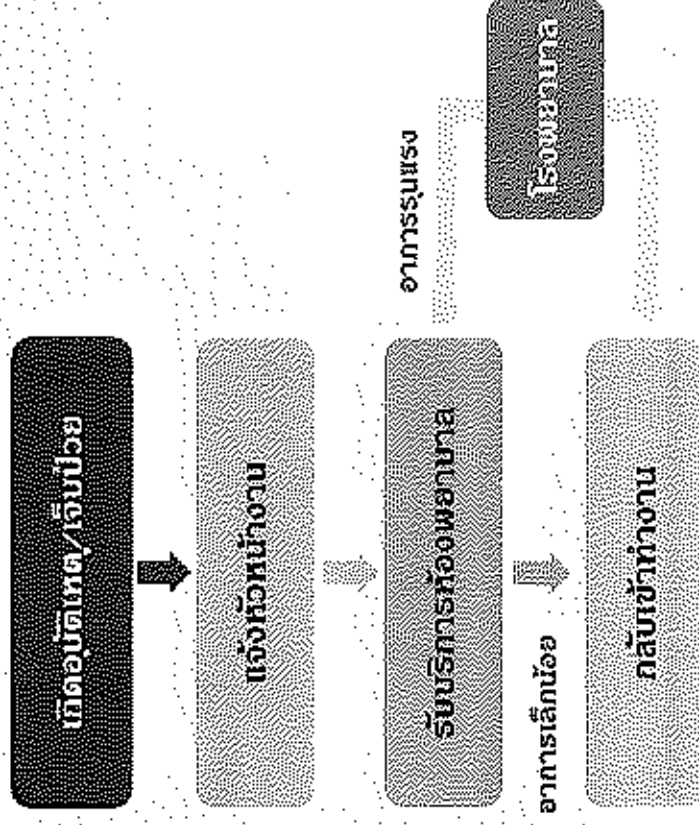 เกิดอุบัติเหตุ/เจ็บป่วย
แจ้งหัวหน้างาน
รับบริการห้องพยาบาล
อาการรุนแรง
โรงพยาบาล
อาการเล็กน้อย
กลับเข้าทำงาน